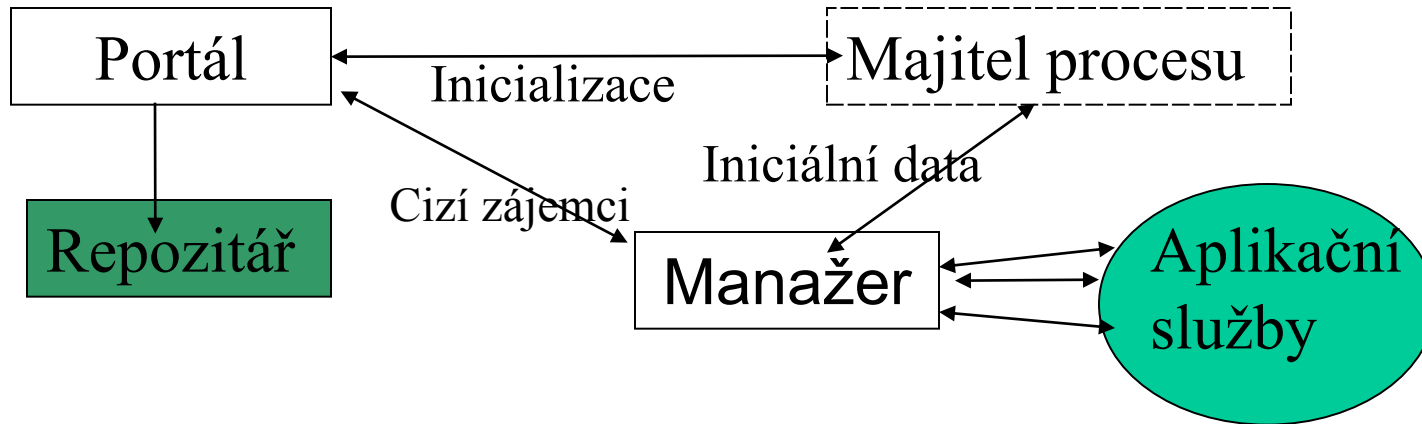 Portál
Majitel procesu
Inicializace
Iniciální data
Cizí zájemci
Repozitář
Manažer
Aplikační
služby